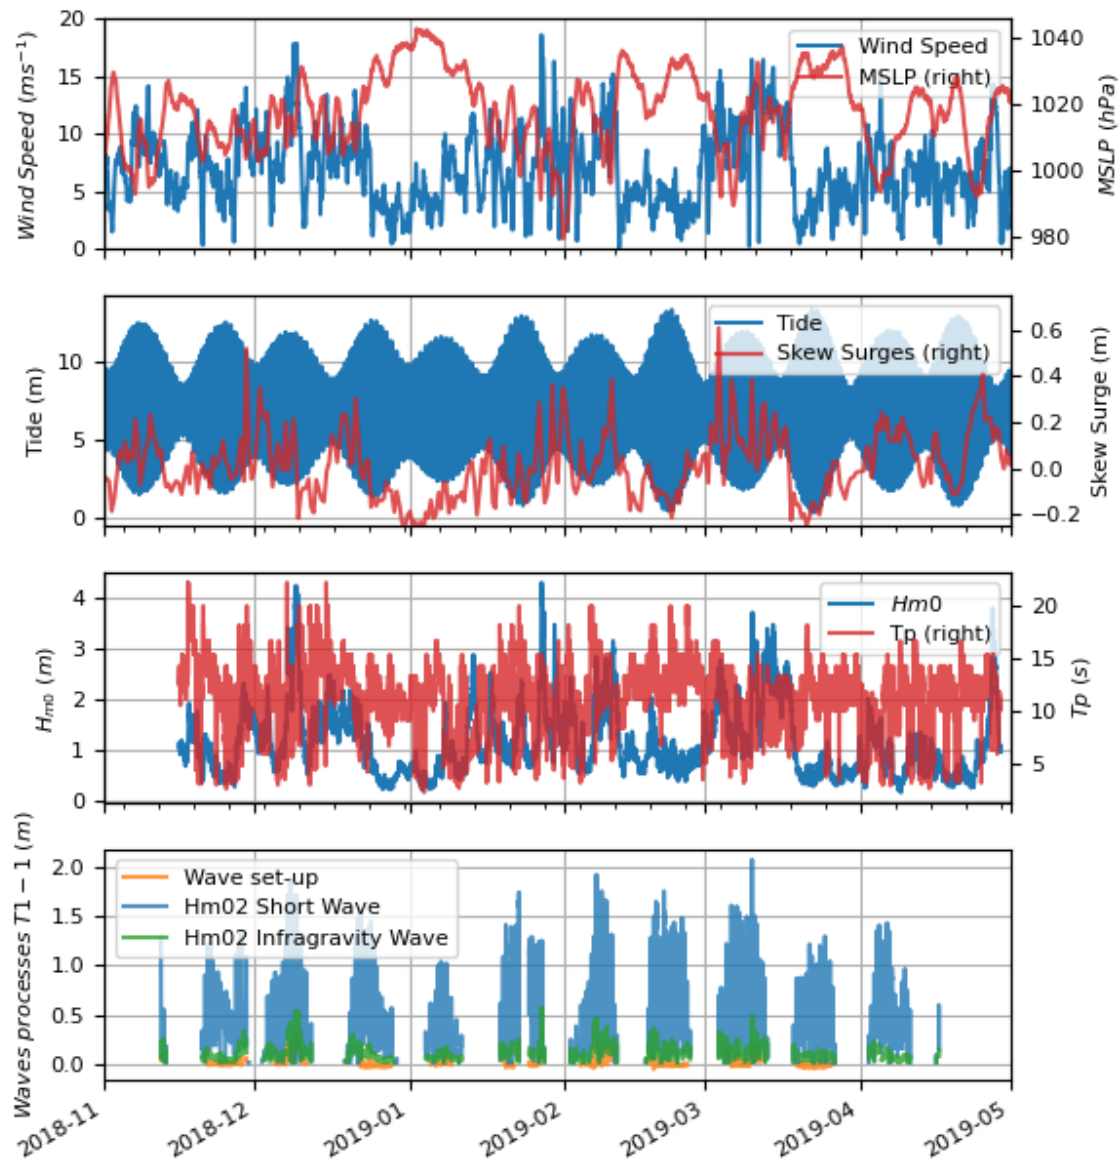 20
15
10
5
0
Wind Speed (ms⁻¹)
Wind Speed
MSLP (right)
1040
1020
1000
980
MSLP (hPa)
10
5
0
Tide (m)
Tide
Skew Surges (right)
0.6
0.4
0.2
0.0
−0.2
Skew Surge (m)
4
3
2
1
0
Hm0 (m)
Hm0
Tp (right)
20
15
10
5
Tp (s)
2.0
1.5
1.0
0.5
0.0
Waves processes T1 − 1 (m)
Wave set-up
Hm02 Short Wave
Hm02 Infragravity Wave
2018-11
2018-12
2019-01
2019-02
2019-03
2019-04
2019-05